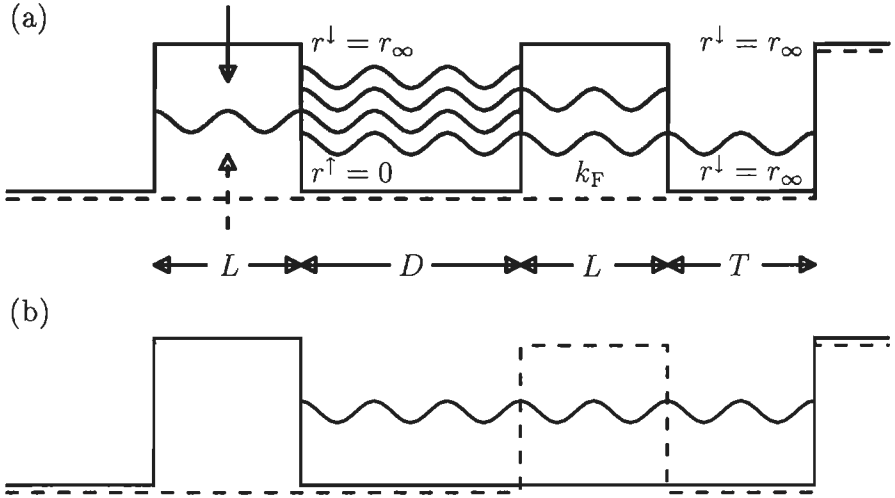 (a)
r↓ = r∞
r↓ = r∞
r↑ = 0
kF
r↓ = r∞
L
D
L
T
(b)